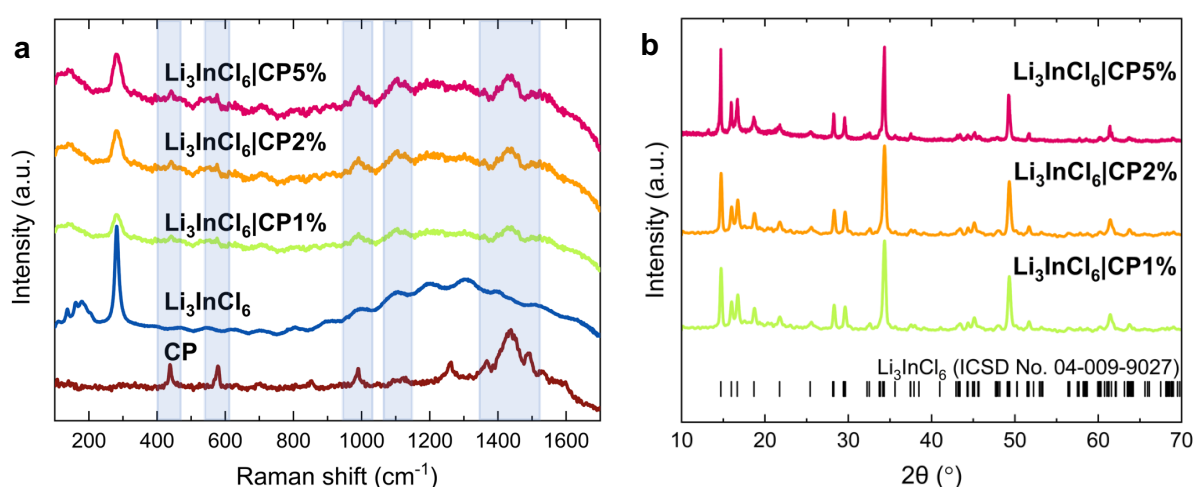 a
Intensity (a.u.)
Li₃InCl₆|CP5%
Li₃InCl₆|CP2%
Li₃InCl₆|CP1%
Li₃InCl₆
CP
200 400 600 800 1000 1200 1400 1600
Raman shift (cm⁻¹)
b
Intensity (a.u.)
Li₃InCl₆|CP5%
Li₃InCl₆|CP2%
Li₃InCl₆|CP1%
Li₃InCl₆ (ICSD No. 04-009-9027)
10 20 30 40 50 60 70
2θ (°)